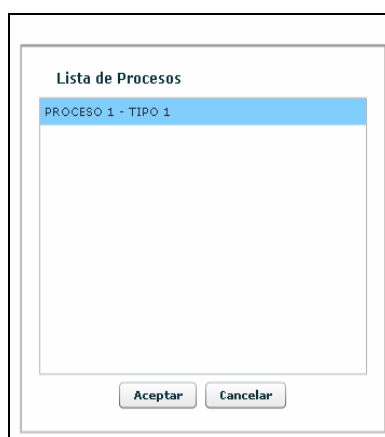 Lista de Procesos
PROCESO 1 - TIPO 1
Aceptar Cancelar